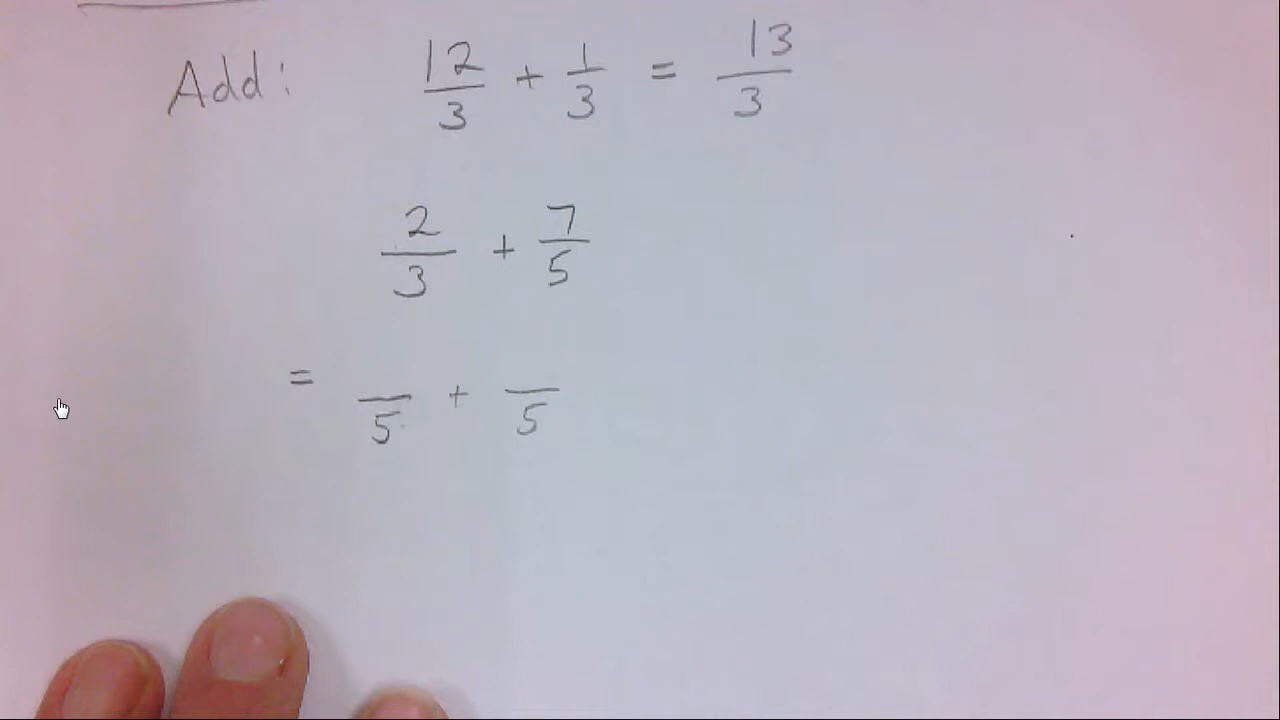 Add: 12/3 + 1/3 = 13/3
2/3 + 7/5
= /5 + /5